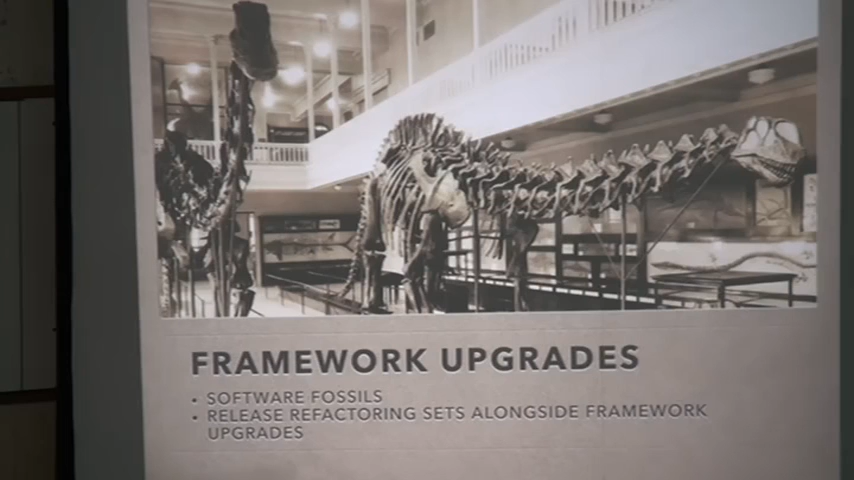 FRAMEWORK UPGRADES
• SOFTWARE FOSSILS
• RELEASE REFACTORING SETS ALONGSIDE FRAMEWORK
UPGRADES